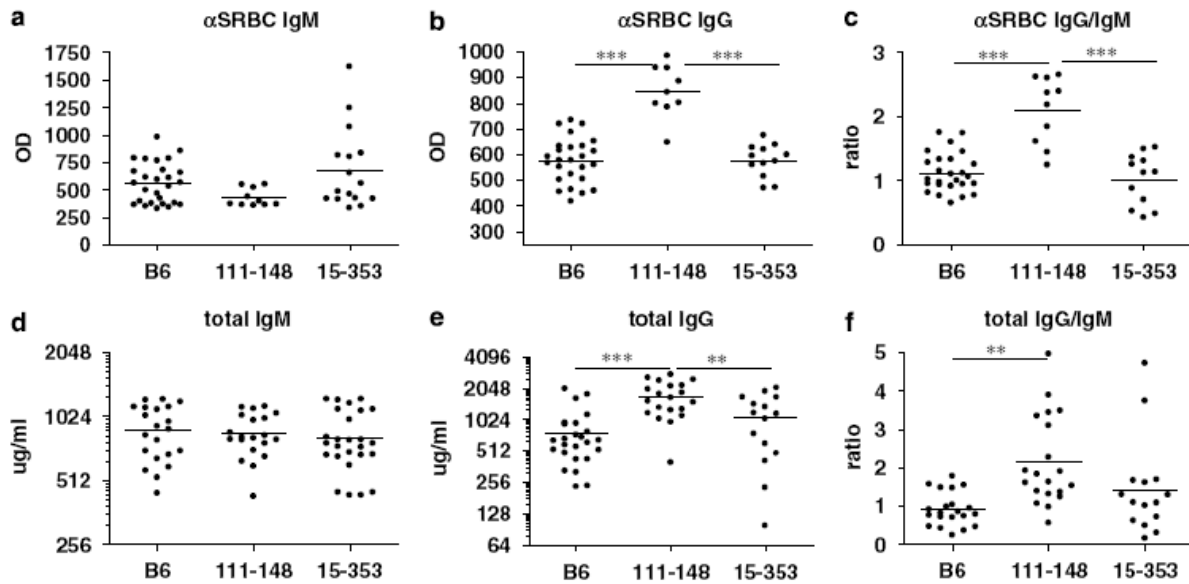 a
αSRBC IgM
OD
1750
1500
1250
1000
750
500
250
0
B6 111-148 15-353
b
αSRBC IgG
OD
1000
900
800
700
600
500
400
300
*** ***
B6 111-148 15-353
c
αSRBC IgG/IgM
ratio
3
2
1
0
*** ***
B6 111-148 15-353
d
total IgM
ug/ml
2048
1024
512
256
B6 111-148 15-353
e
total IgG
ug/ml
4096
2048
1024
512
256
128
64
*** **
B6 111-148 15-353
f
total IgG/IgM
ratio
5
4
3
2
1
0
**
B6 111-148 15-353